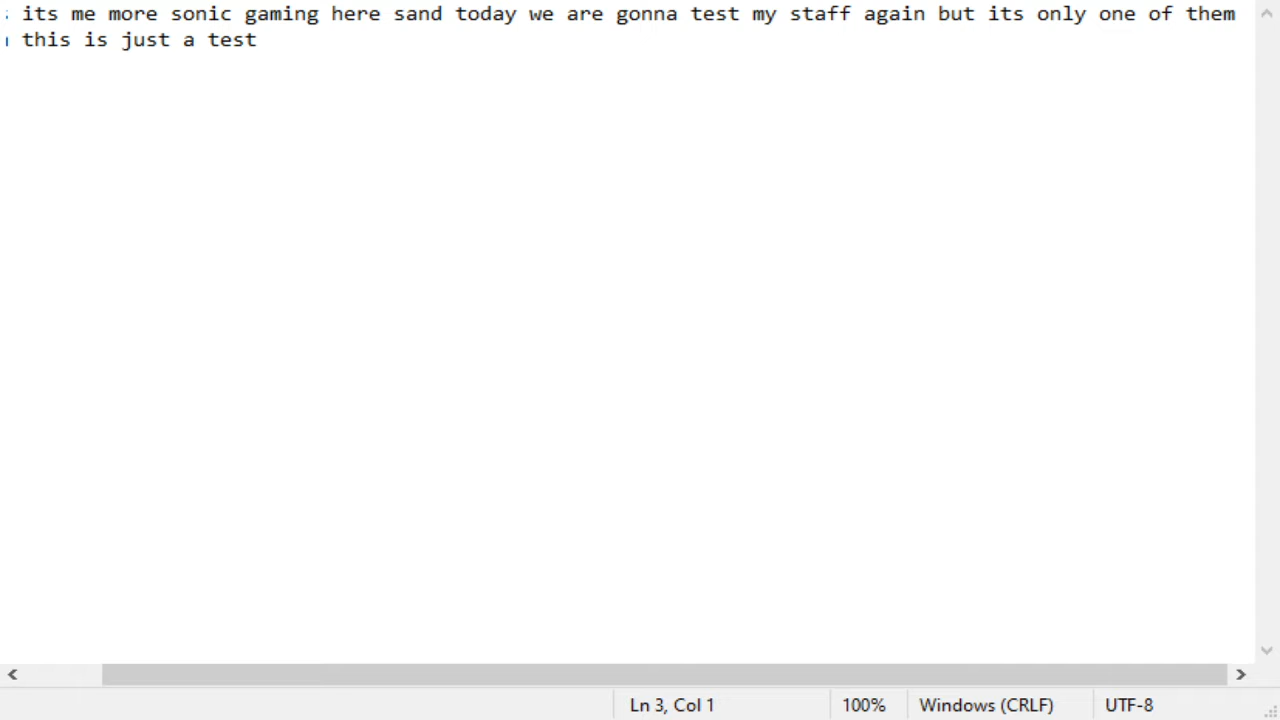 its me more sonic gaming here sand today we are gonna test my staff again but its only one of them
this is just a test
Ln 3, Col 1 100% Windows (CRLF) UTF-8